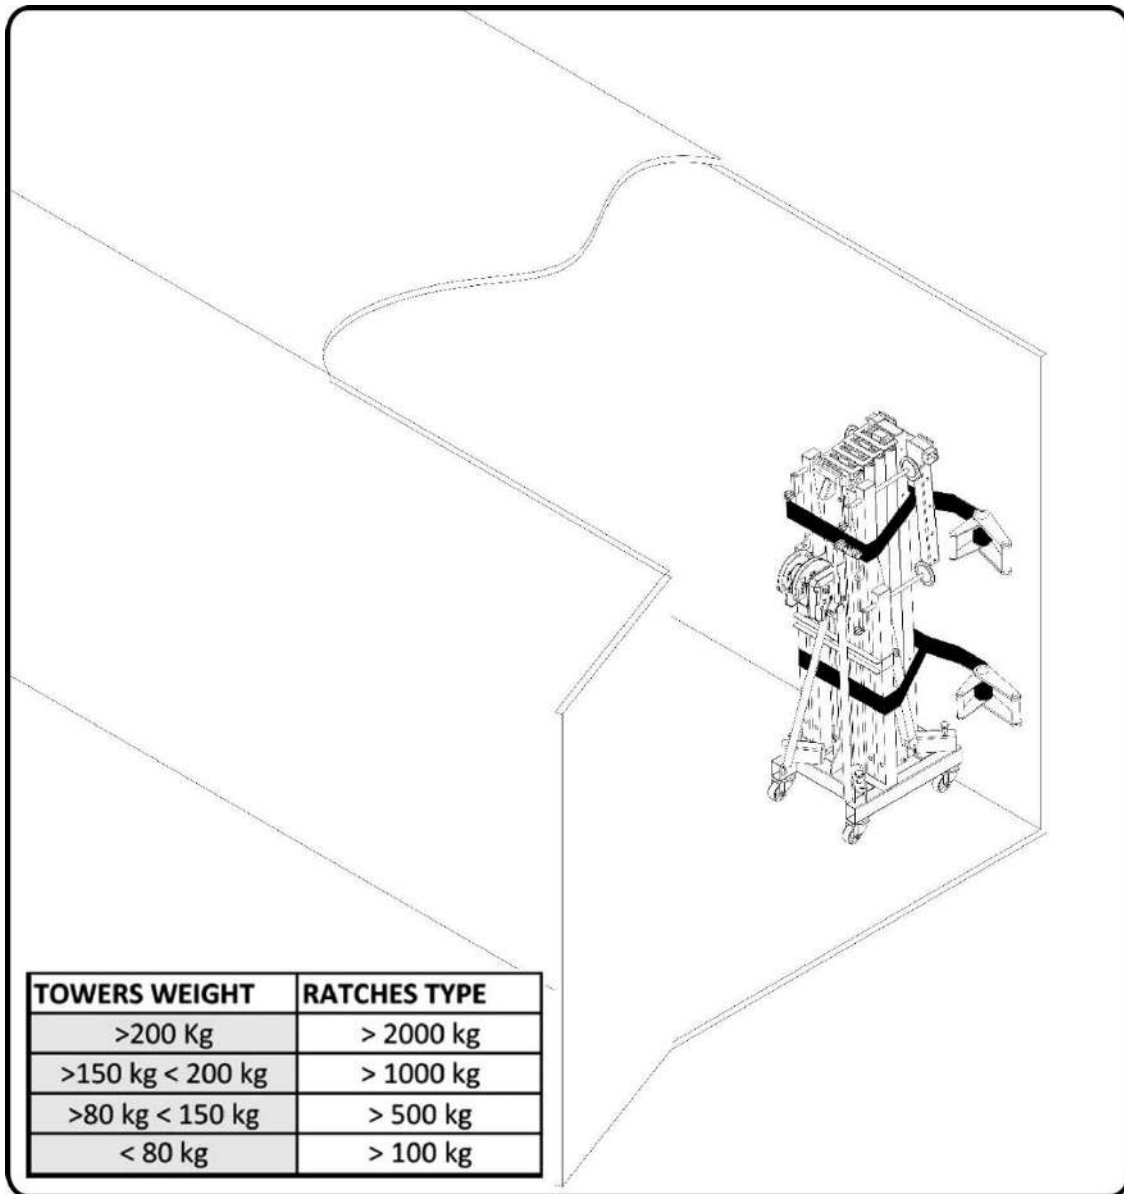 TOWERS WEIGHT RATCHES TYPE
>200 Kg > 2000 kg
>150 kg < 200 kg > 1000 kg
>80 kg < 150 kg > 500 kg
< 80 kg > 100 kg